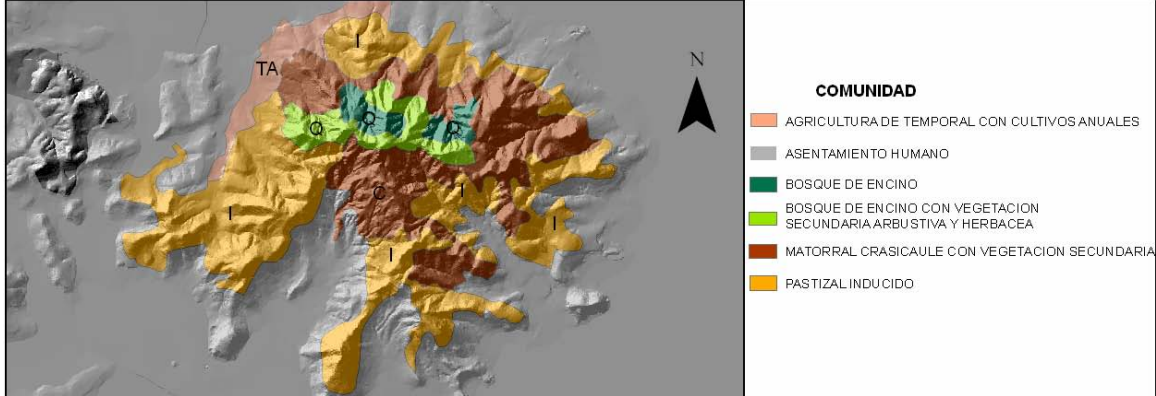 I
TA
N
Q
Q
Q
C
I
I
I
I
COMUNIDAD
AGRICULTURA DE TEMPORAL CON CULTIVOS ANUALES
ASENTAMIENTO HUMANO
BOSQUE DE ENCINO
BOSQUE DE ENCINO CON VEGETACION
SECUNDARIA ARBUSTIVA Y HERBACEA
MATORRAL CRASICAULE CON VEGETACION SECUNDARIA
PASTIZAL INDUCIDO